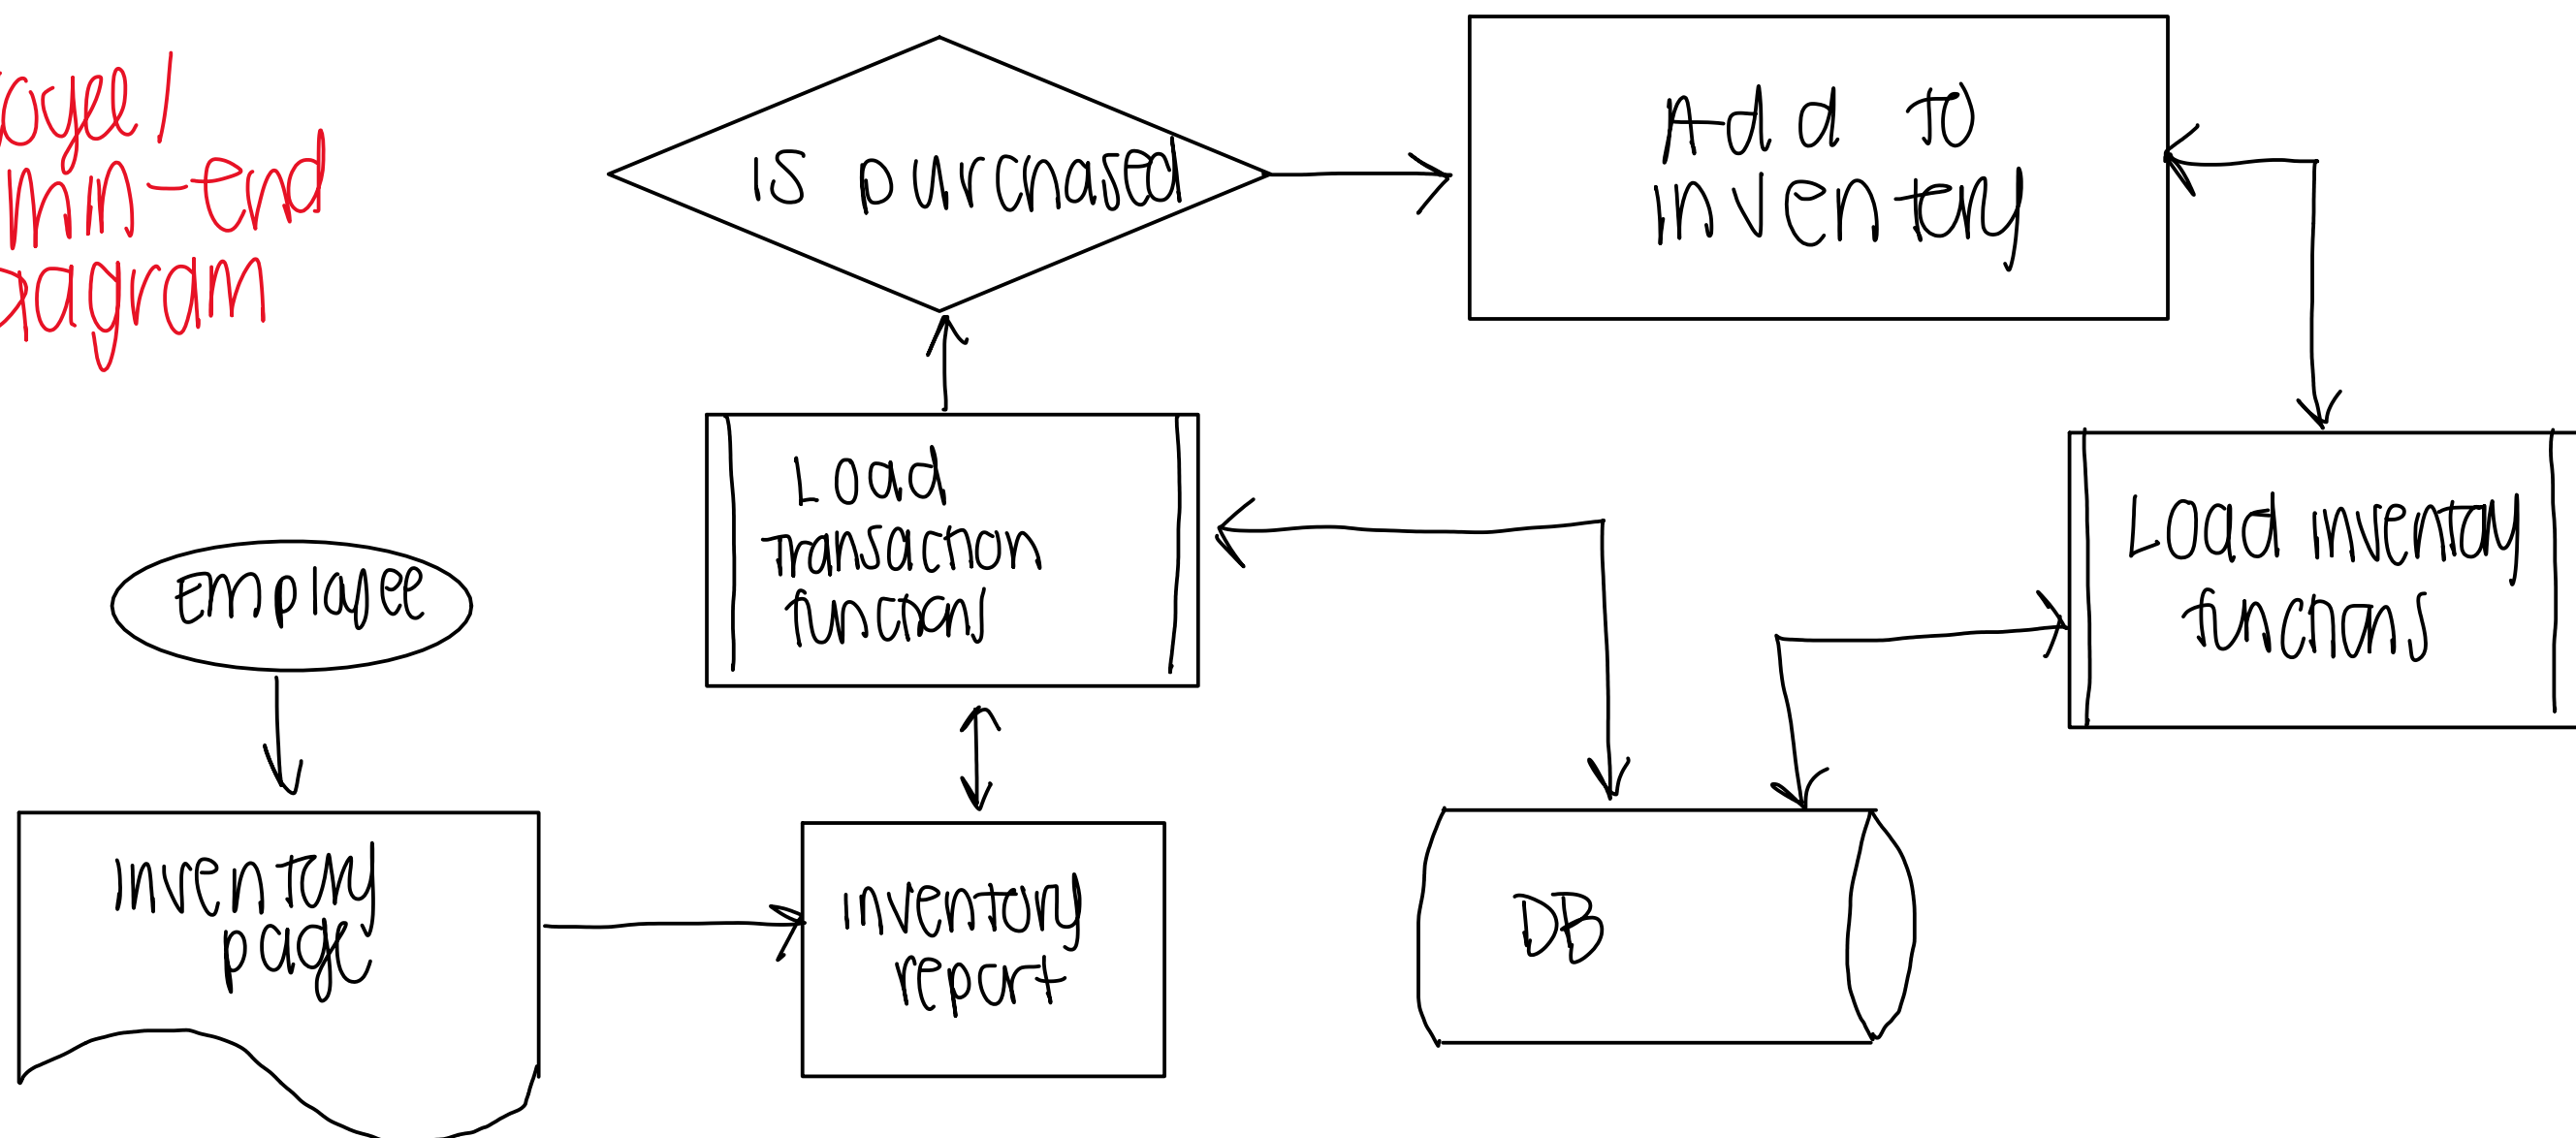 oyee/
min-end
Diagram
is purchased
Add to
inventory
Load
transaction
functions
Load inventory
functions
Employee
inventory
page
inventory
report
DB